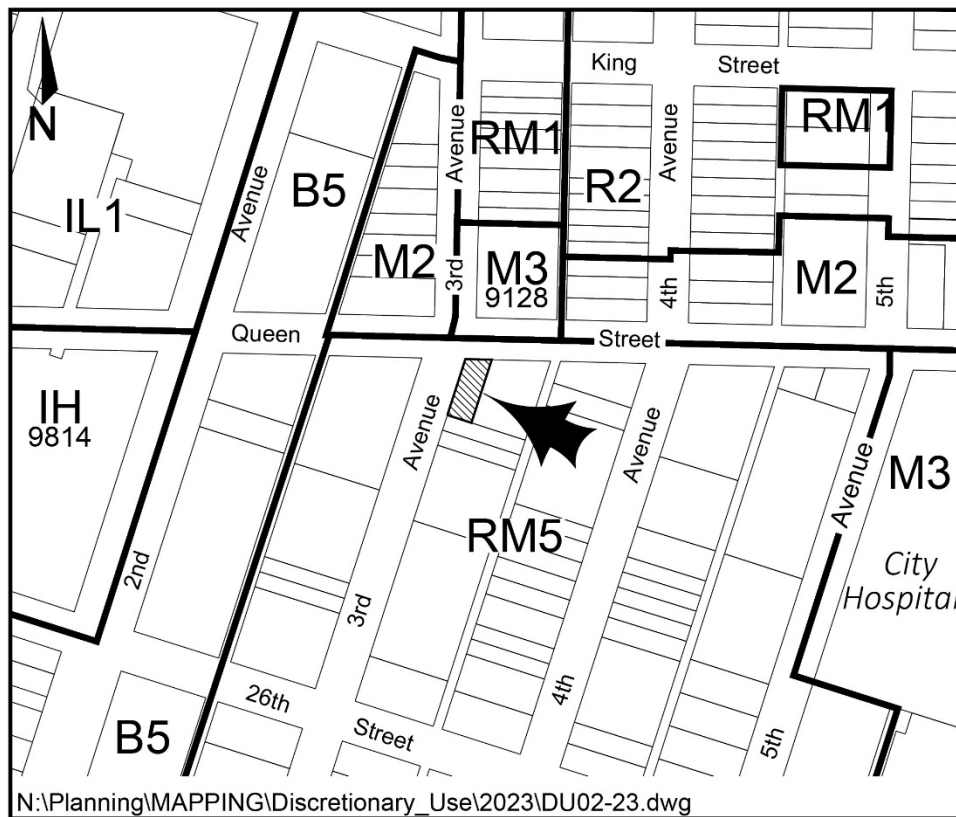 King Street
RM1
RM1
Avenue
Avenue
Avenue
B5
R2
IL1
M2
3rd
M3
9128
4th
M2
5th
Queen
Street
IH
9814
Avenue
Avenue
Avenue
M3
RM5
City
Hospital
2nd
3rd
4th
5th
26th
Street
B5
N
N:\Planning\MAPPING\Discretionary_Use\2023\DU02-23.dwg